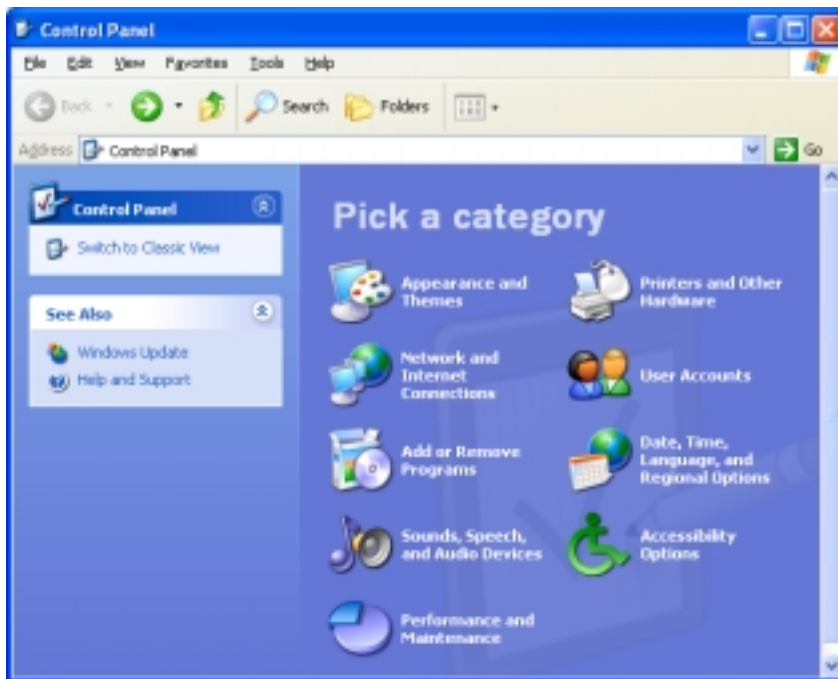 Control Panel
File Edit View Favorites Tools Help
Back Search Folders
Address Control Panel Go
Control Panel
Switch to Classic View
See Also
Windows Update
Help and Support
Pick a category
Appearance and
Themes
Printers and Other
Hardware
Network and
Internet
Connections
User Accounts
Add or Remove
Programs
Date, Time,
Language, and
Regional Options
Sounds, Speech,
and Audio Devices
Accessibility
Options
Performance and
Maintenance